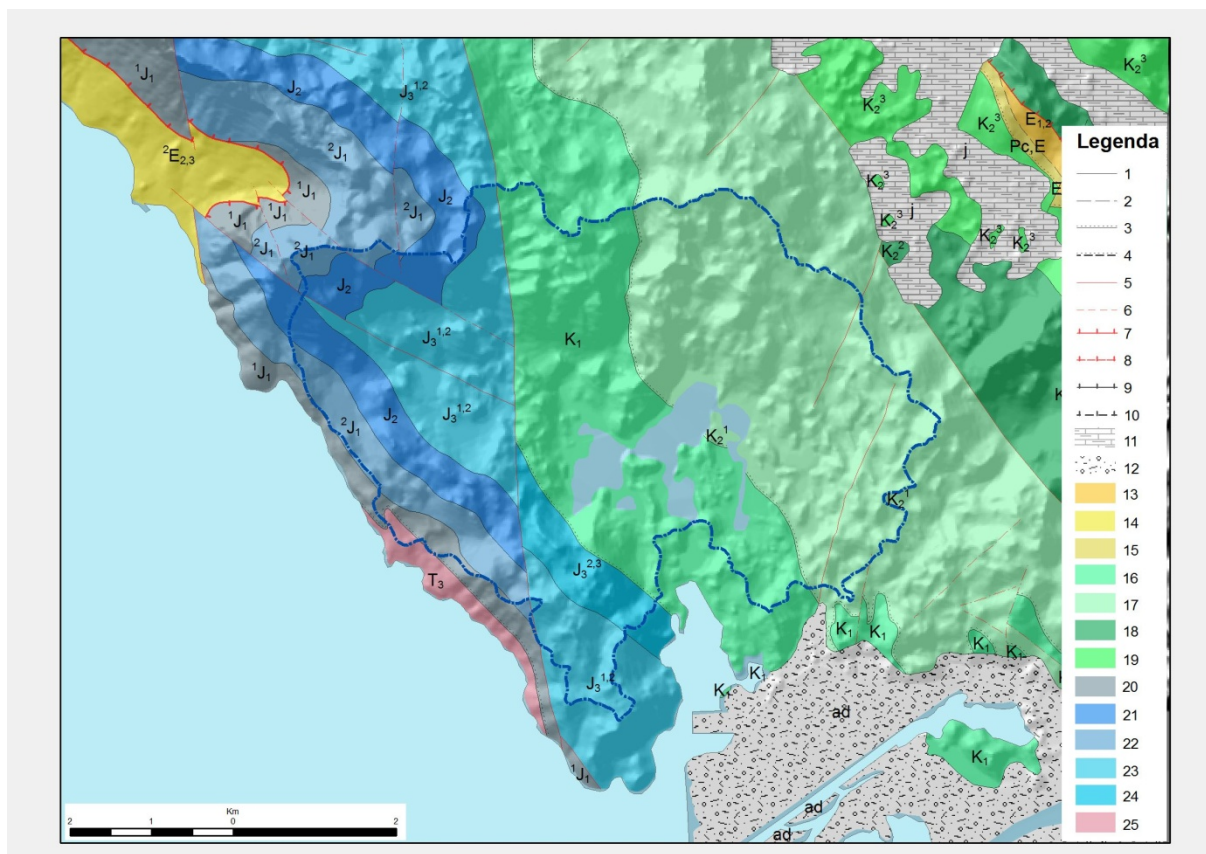 ¹J₁
J₂
J₃¹,²
K₂³
K₂³
²E₂,₃
²J₁
¹J₁
¹J₁
¹J₁
²J₁
²J₁
²J₁
J₂
J₂
K₂³
E₁,₂
Pc,E
E
j
K₂³
j
K₂³
K₂²
K₂³
K₂³
J₃¹,²
K₁
¹J₁
J₃¹,²
J₂
²J₁
K₂¹
K₂¹
K
T₃
J₃²,³
J₃¹,²
¹J₁
K₁
K₁
K₁
K₁
K₁
K₁
K₁
ad
ad
ad
Legenda
1
2
3
4
5
6
7
8
9
10
11
12
13
14
15
16
17
18
19
20
21
22
23
24
25
Km
2 1 0 2